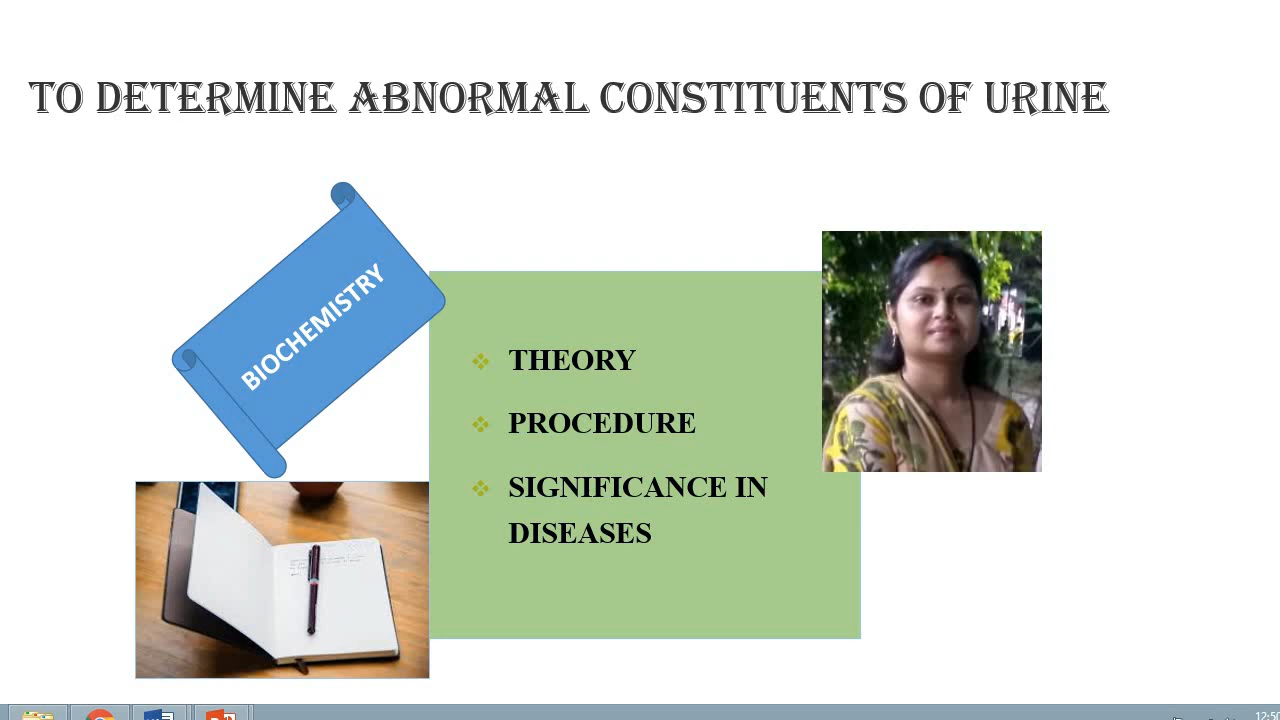 TO DETERMINE ABNORMAL CONSTITUENTS OF URINE
BIOCHEMISTRY
THEORY
PROCEDURE
SIGNIFICANCE IN
DISEASES